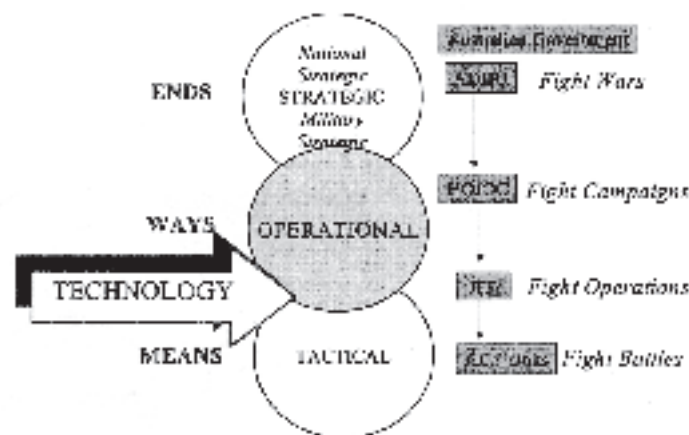 National
Strategic
STRATEGIC
Military
Strategic
ENDS
Australian Government
Fight Wars
WAYS
OPERATIONAL
Fight Campaigns
TECHNOLOGY
Fight Operations
MEANS
TACTICAL
Fight Battles